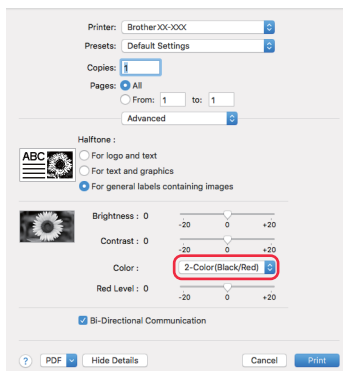 Printer: Brother XX-XXX
Presets: Default Settings
Copies: 1
Pages: All
From: 1 to: 1
Advanced
Halftone :
ABC
For logo and text
For text and graphics
For general labels containing images
Brightness : 0
-20 0 +20
Contrast : 0
-20 0 +20
Color : 2-Color(Black/Red)
Red Level : 0
-20 0 +20
Bi-Directional Communication
? PDF Hide Details Cancel Print